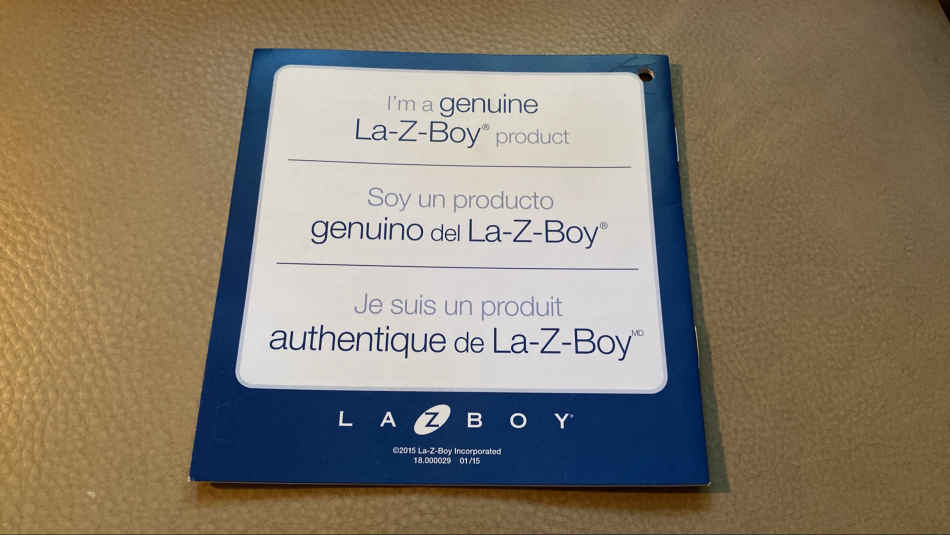 I'm a genuine
La-Z-Boy® product
Soy un producto
genuino del La-Z-Boy®
Je suis un produit
authentique de La-Z-Boy MD
LAZBOY®
©2015 La-Z-Boy Incorporated
18.000029 01/15